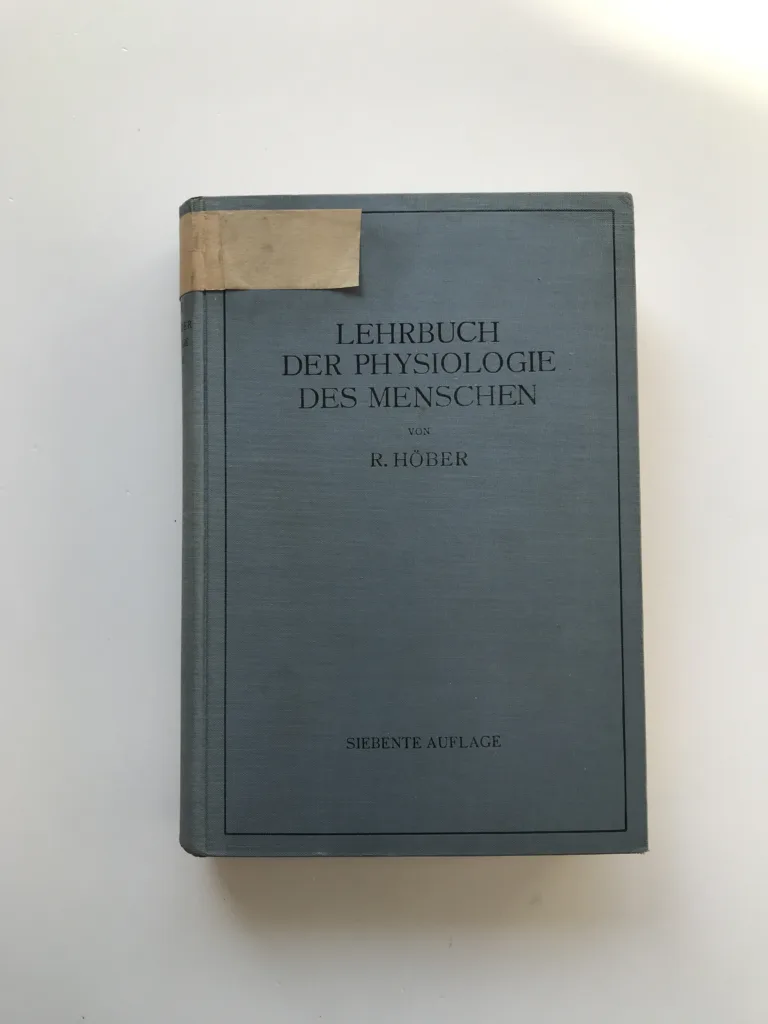 LEHRBUCH
DER PHYSIOLOGIE
DES MENSCHEN
VON
R. HÖBER
SIEBENTE AUFLAGE